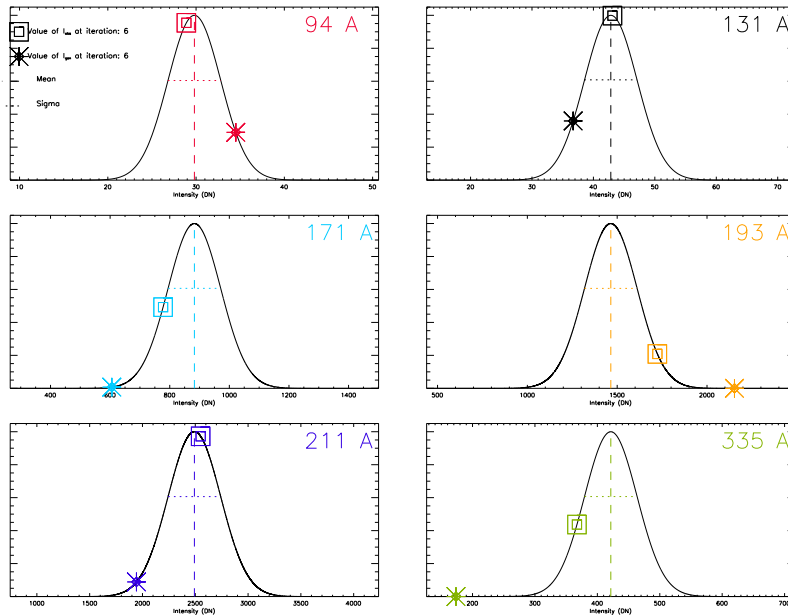 Value of I_obs at iteration: 6
94 A
131 A
Value of I_gm at iteration: 6
Mean
Sigma
10 20 30 40 50
20 30 40 50 60 70
Intensity (DN)
Intensity (DN)
171 A
193 A
400 600 800 1000 1200 1400
500 1000 1500 2000
Intensity (DN)
Intensity (DN)
211 A
335 A
1000 1500 2000 2500 3000 3500 4000
200 300 400 500 600 700
Intensity (DN)
Intensity (DN)